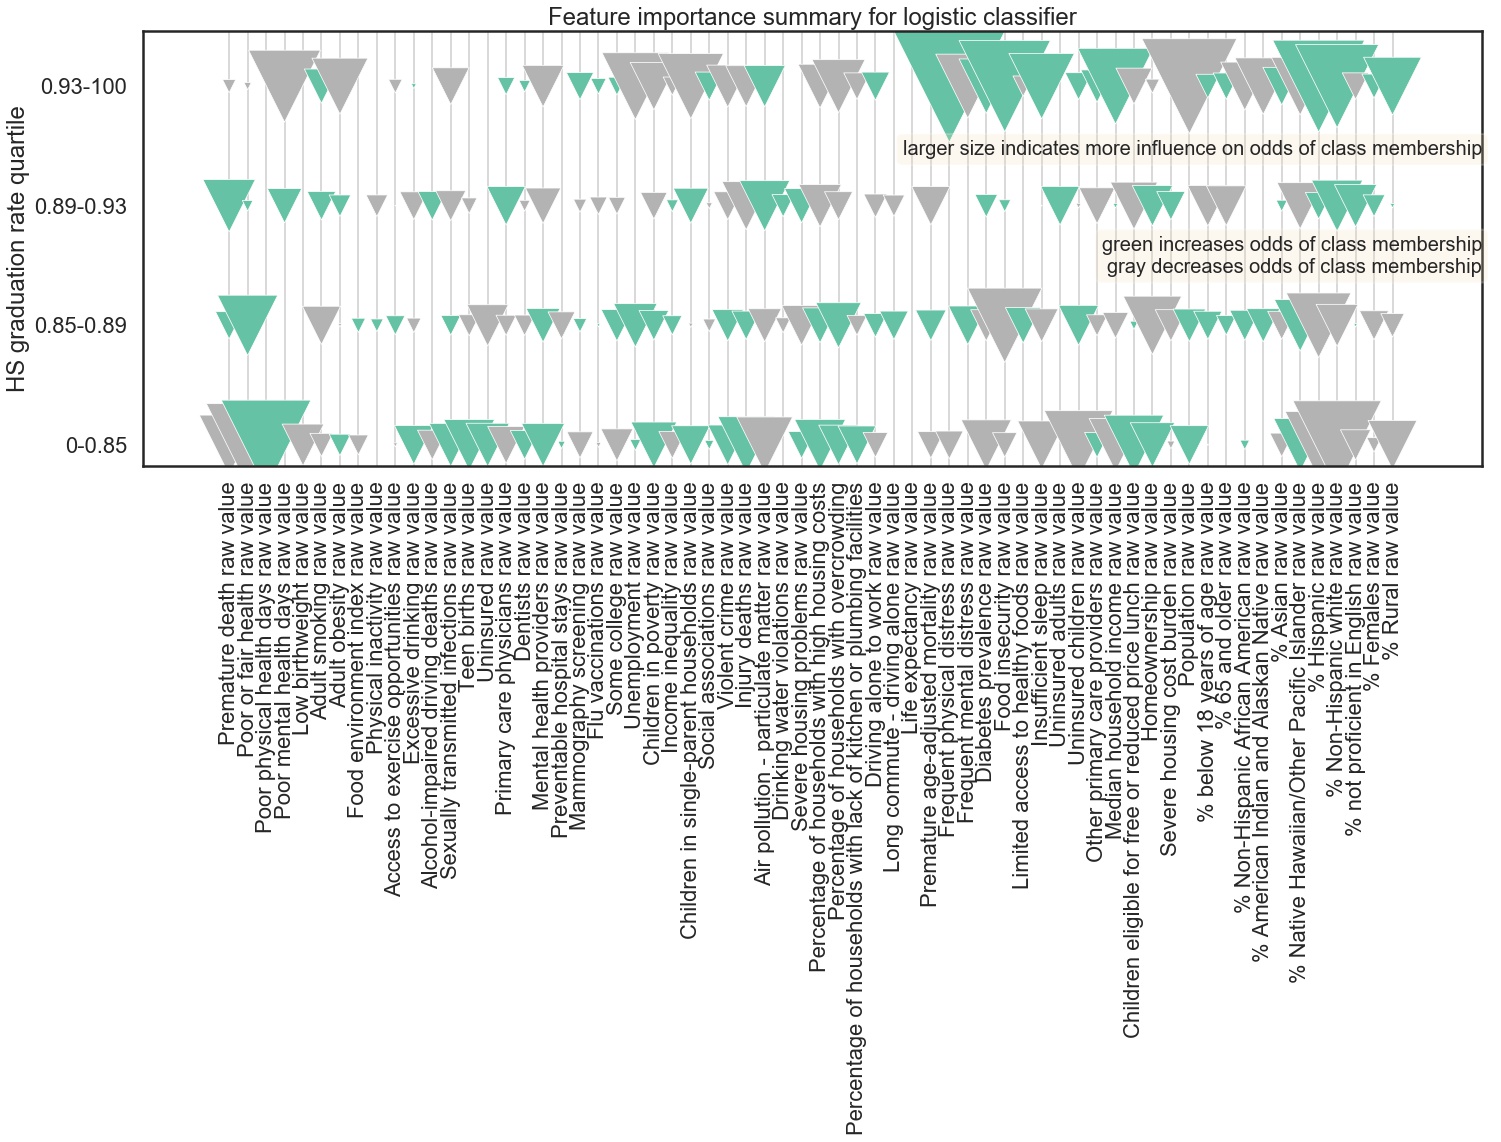 Feature importance summary for logistic classifier
HS graduation rate quartile
0.93-100
larger size indicates more influence on odds of class membership
0.89-0.93
green increases odds of class membership
gray decreases odds of class membership
0.85-0.89
0-0.85
Premature death raw value
Poor or fair health raw value
Poor physical health days raw value
Poor mental health days raw value
Low birthweight raw value
Adult smoking raw value
Adult obesity raw value
Food environment index raw value
Physical inactivity raw value
Access to exercise opportunities raw value
Excessive drinking raw value
Alcohol-impaired driving deaths raw value
Sexually transmitted infections raw value
Teen births raw value
Uninsured raw value
Primary care physicians raw value
Dentists raw value
Mental health providers raw value
Preventable hospital stays raw value
Mammography screening raw value
Flu vaccinations raw value
Some college raw value
Unemployment raw value
Children in poverty raw value
Income inequality raw value
Children in single-parent households raw value
Social associations raw value
Violent crime raw value
Injury deaths raw value
Air pollution - particulate matter raw value
Drinking water violations raw value
Severe housing problems raw value
Percentage of households with high housing costs
Percentage of households with overcrowding
Percentage of households with lack of kitchen or plumbing facilities
Driving alone to work raw value
Long commute - driving alone raw value
Life expectancy raw value
Premature age-adjusted mortality raw value
Frequent physical distress raw value
Frequent mental distress raw value
Diabetes prevalence raw value
Food insecurity raw value
Limited access to healthy foods raw value
Insufficient sleep raw value
Uninsured adults raw value
Uninsured children raw value
Other primary care providers raw value
Median household income raw value
Children eligible for free or reduced price lunch raw value
Homeownership raw value
Severe housing cost burden raw value
Population raw value
% below 18 years of age raw value
% 65 and older raw value
% Non-Hispanic African American raw value
% American Indian and Alaskan Native raw value
% Asian raw value
% Native Hawaiian/Other Pacific Islander raw value
% Hispanic raw value
% Non-Hispanic white raw value
% not proficient in English raw value
% Females raw value
% Rural raw value